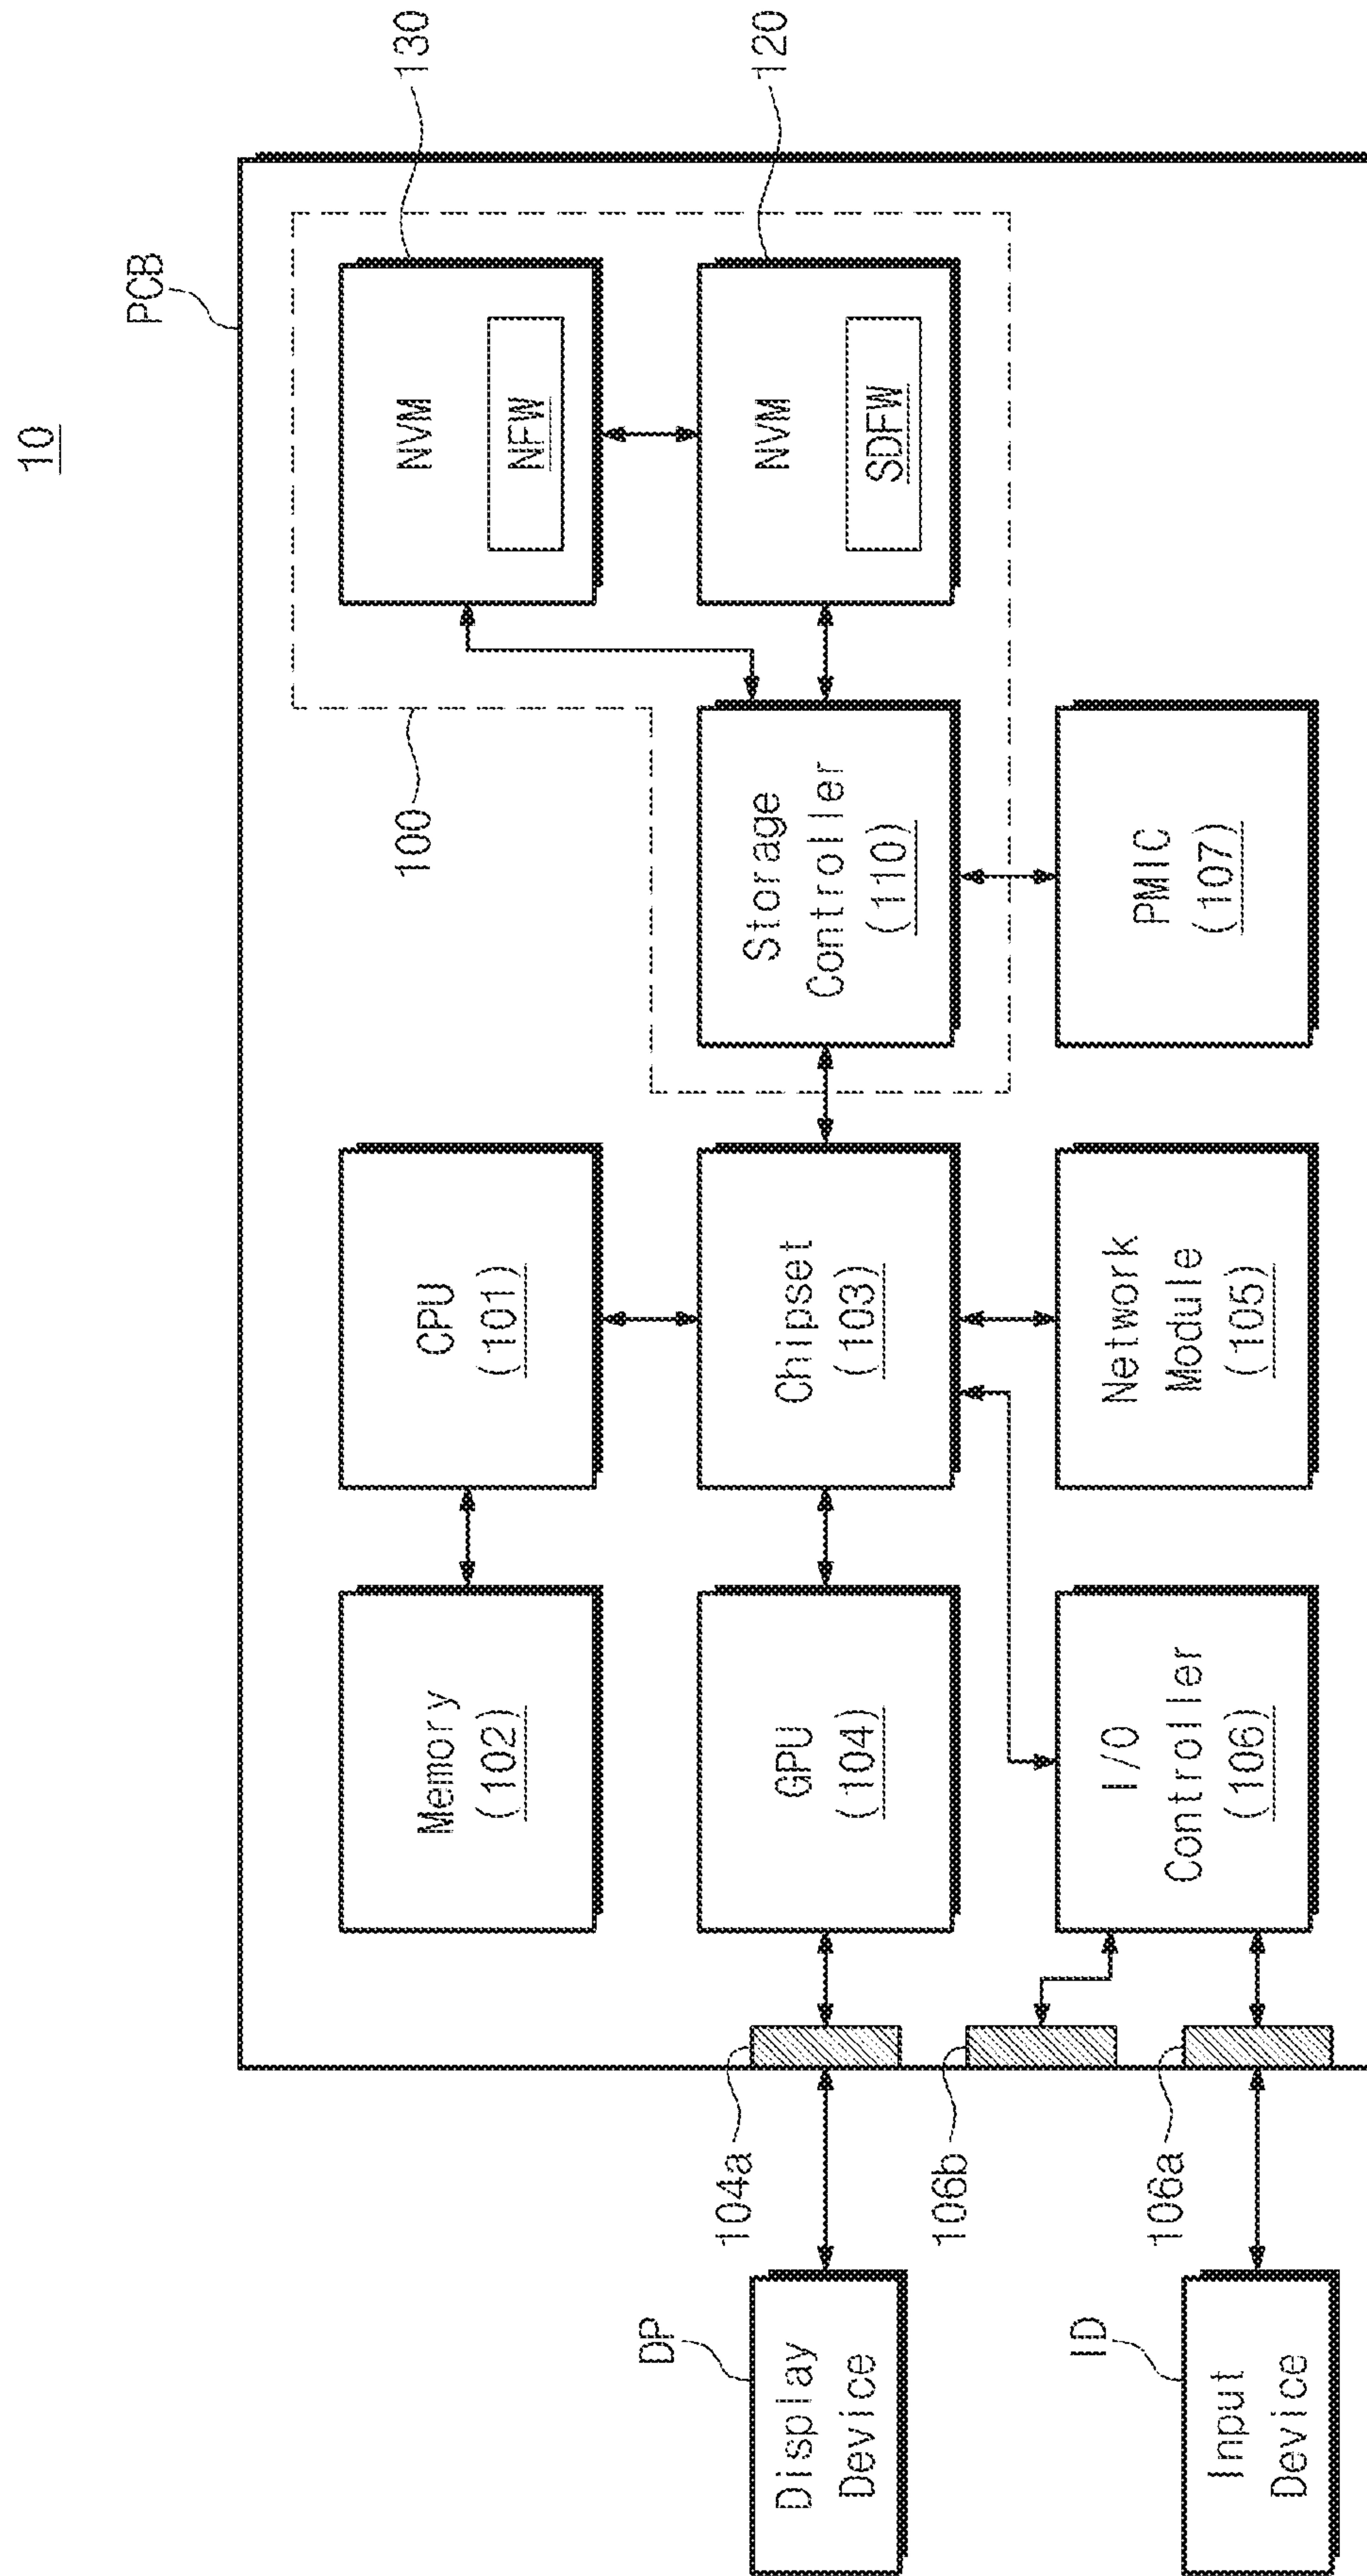 10
PCB
100
130
120
Memory
(102)
CPU
(101)
NVM
NFW
DP
Display
Device
104a
GPU
(104)
Chipset
(103)
Storage
Controller
(110)
NVM
SDFW
106b
ID
Input
Device
106a
I/O
Controller
(106)
Network
Module
(105)
PMIC
(107)